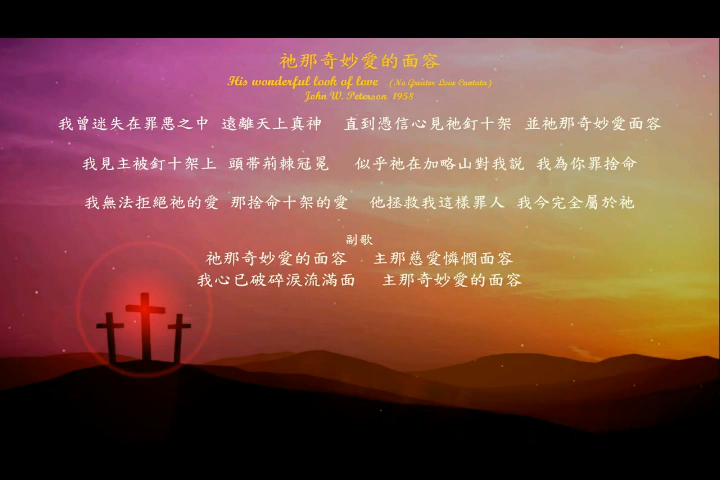 祂那奇妙愛的面容
His wonderful look of love (No Greater Love Cantata)
John W. Peterson 1958
我曾迷失在罪惡之中 遠離天上真神 直到憑信心見祂釘十架 並祂那奇妙愛面容
我見主被釘十架上 頭帶荊棘冠冕 似乎祂在加略山對我說 我為你罪捨命
我無法拒絕祂的愛 那捨命十架的愛 他拯救我這樣罪人 我今完全屬於祂
副歌
祂那奇妙愛的面容 主那慈愛憐憫面容
我心已破碎淚流滿面 主那奇妙愛的面容